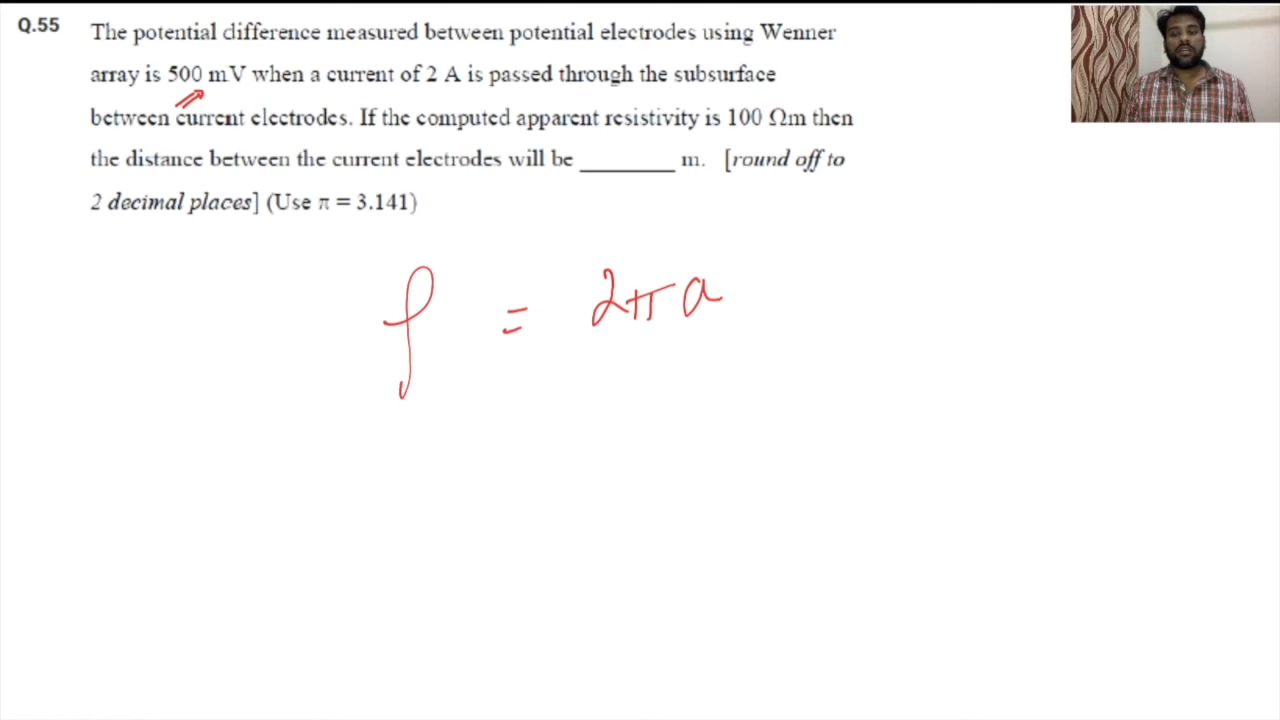 Q.55 The potential difference measured between potential electrodes using Wenner
array is 500 mV when a current of 2 A is passed through the subsurface
between current electrodes. If the computed apparent resistivity is 100 Ωm then
the distance between the current electrodes will be ________ m. [round off to
2 decimal places] (Use π = 3.141)
ρ = 2πa